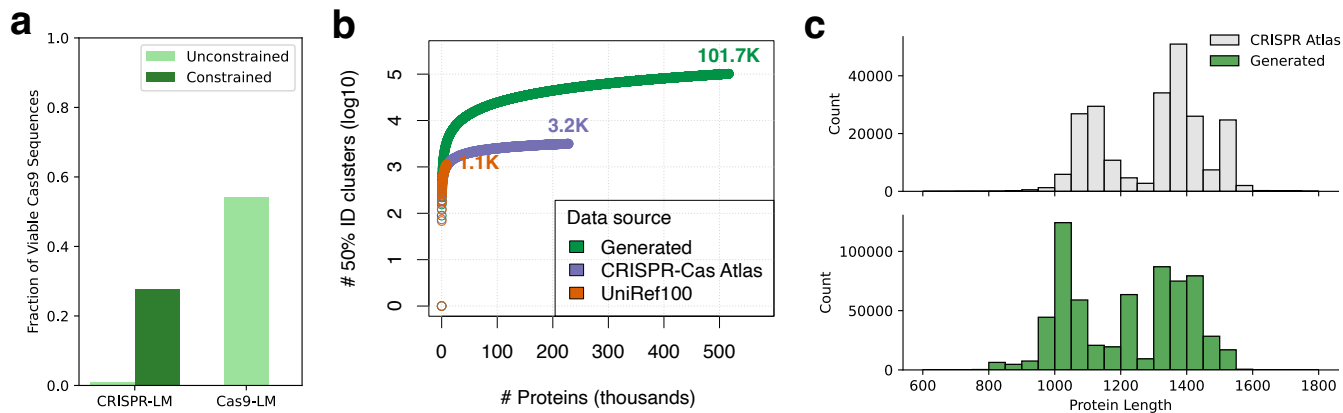 a
Fraction of Viable Cas9 Sequences
1.0
0.8
0.6
0.4
0.2
0.0
Unconstrained
Constrained
CRISPR-LM
Cas9-LM
b
# 50% ID clusters (log10)
5
4
3
2
1
0
101.7K
3.2K
1.1K
Data source
Generated
CRISPR-Cas Atlas
UniRef100
0 100 200 300 400 500
# Proteins (thousands)
c
CRISPR Atlas
Generated
Count
40000
20000
0
Count
100000
50000
0
600 800 1000 1200 1400 1600 1800
Protein Length